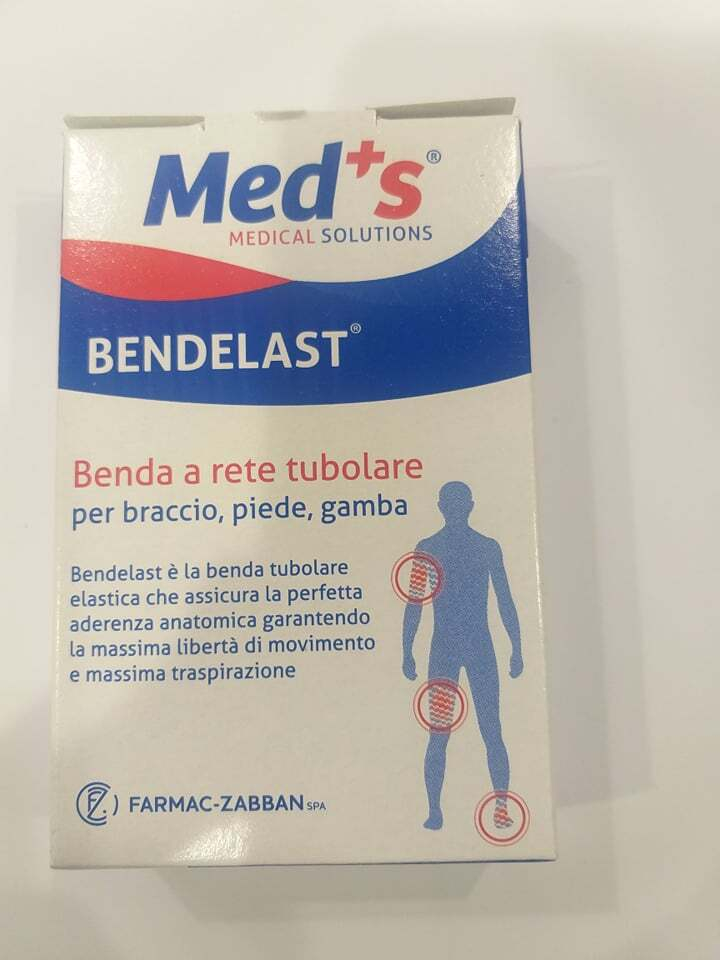 Med+s®
MEDICAL SOLUTIONS
BENDELAST®
Benda a rete tubolare
per braccio, piede, gamba
Bendelast è la benda tubolare
elastica che assicura la perfetta
aderenza anatomica garantendo
la massima libertà di movimento
e massima traspirazione
FZ FARMAC-ZABBAN SPA